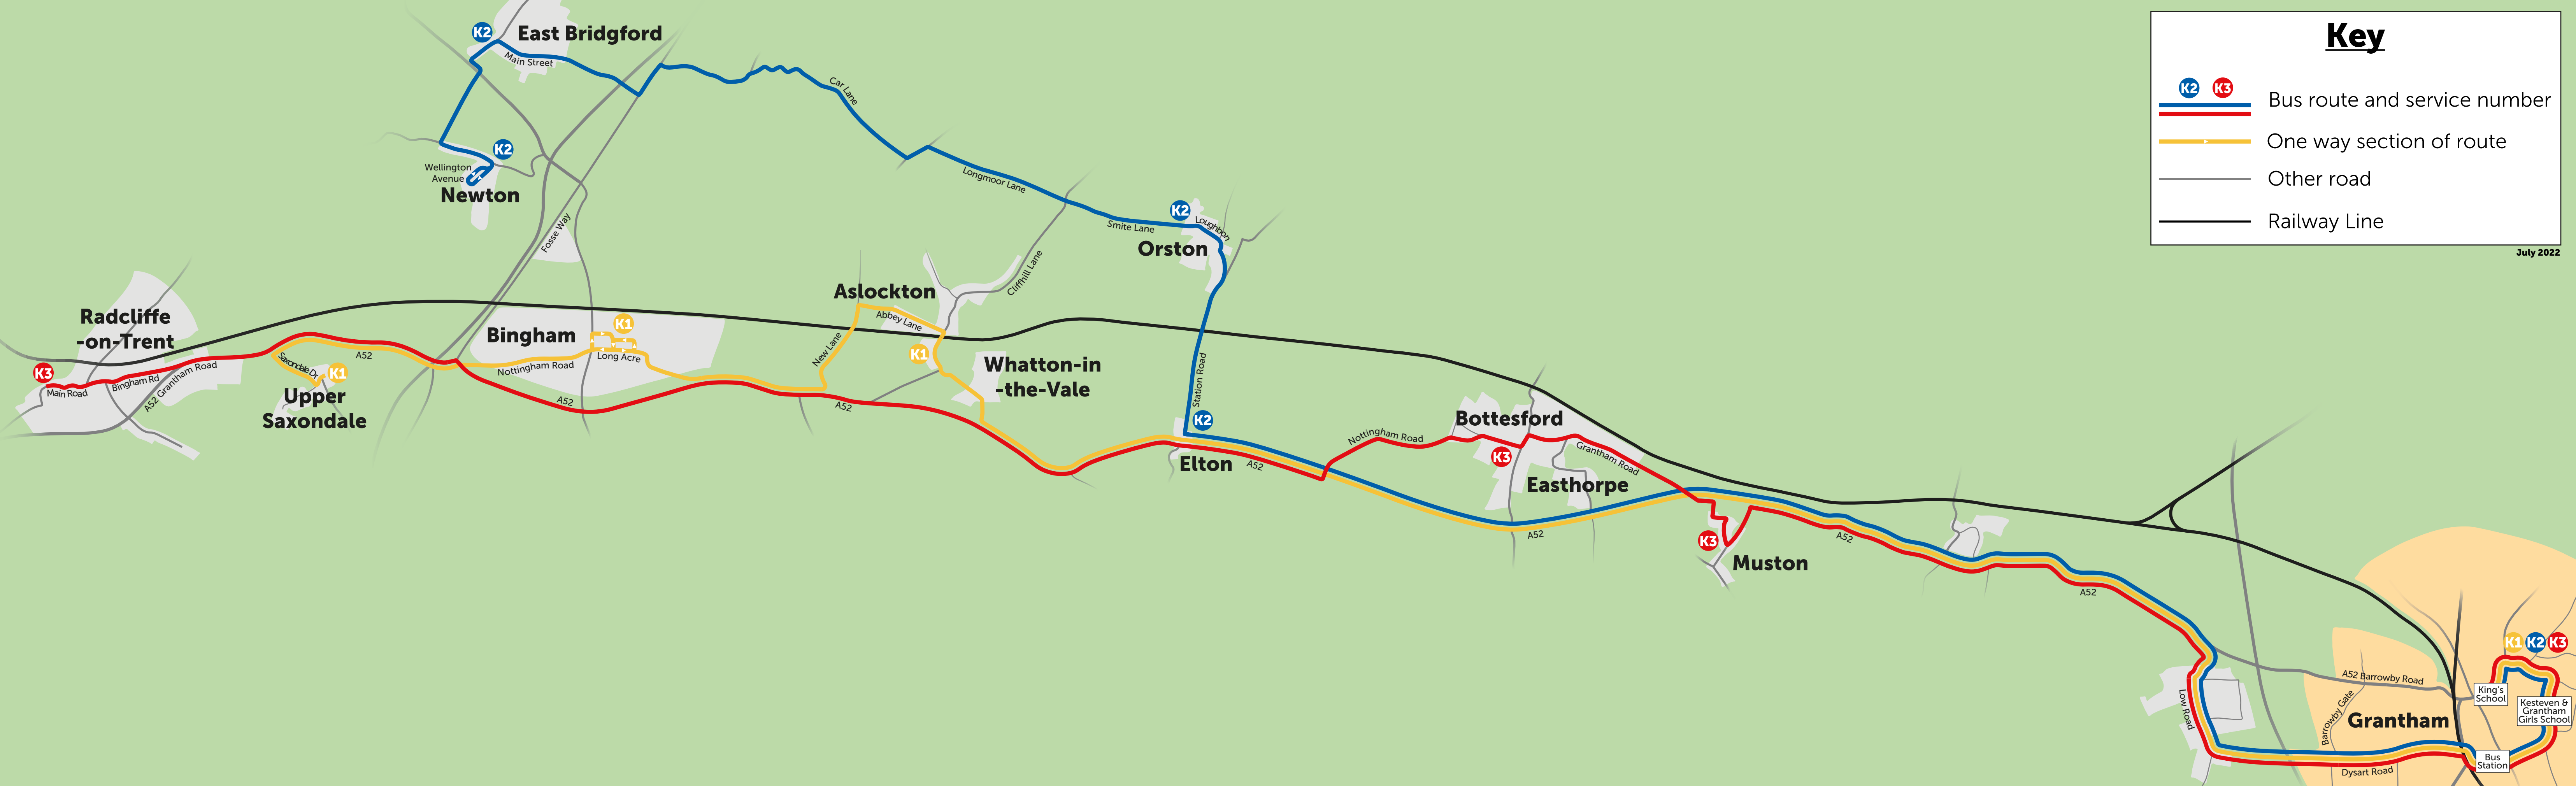 K2
East Bridgford
Main Street
Car Lane
K2
Wellington
Avenue
Newton
Longmoor Lane
Fosse Way
K2
Smite Lane
Loughbon
Orston
Cliffhill Lane
Aslockton
Abbey Lane
New Lane
K1
Radcliffe
-on-Trent
K3
Main Road
Bingham Rd
A52 Grantham Road
A52
Saxondale Dr
K1
Upper
Saxondale
Bingham
K1
Long Acre
Nottingham Road
A52
A52
Whatton-in
-the-Vale
Station Road
K2
Elton
A52
Nottingham Road
Bottesford
K3
Grantham Road
Easthorpe
A52
K3
Muston
A52
A52
Low Road
A52 Barrowby Road
Barrowby Gate
Grantham
Dysart Road
K1 K2 K3
King's
School
Kesteven &
Grantham
Girls School
Bus
Station
Key
K2 K3
Bus route and service number
One way section of route
Other road
Railway Line
July 2022